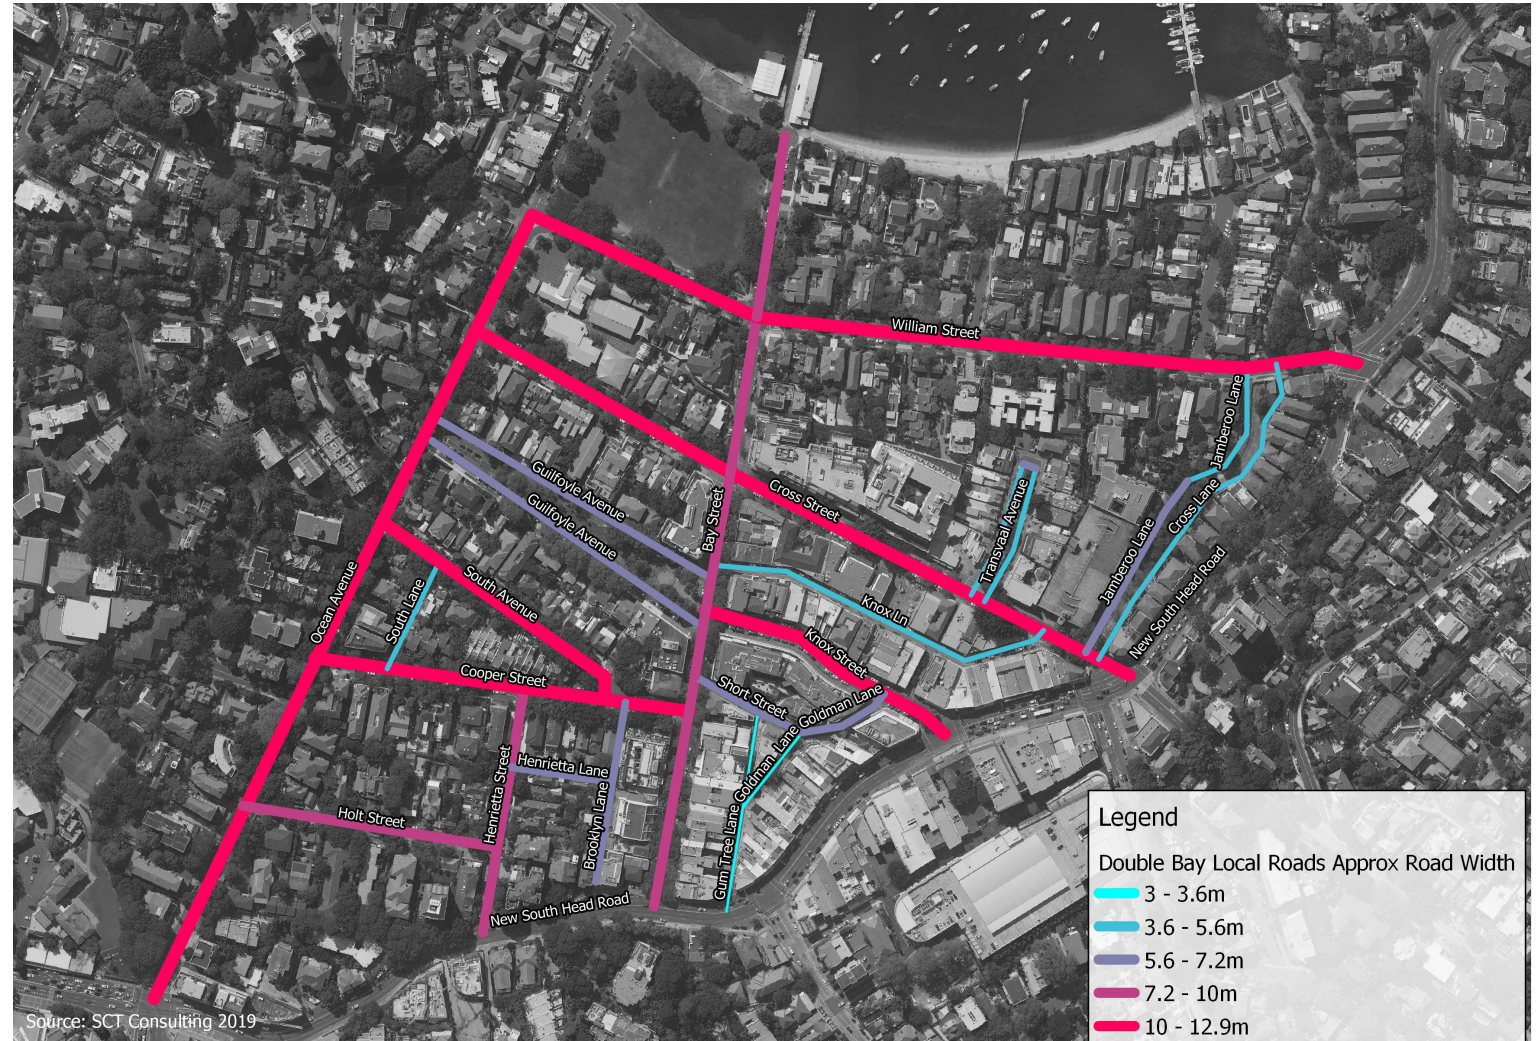 William Street
Jamberoo Lane
Guilfoyle Avenue
Guilfoyle Avenue
Bay Street
Cross Street
Transvaal Avenue
Cross Lane
Jamberoo Lane
New South Head Road
Ocean Avenue
South Lane
South Avenue
Knox Ln
Knox Street
Cooper Street
Short Street
Goldman Lane
Goldman Lane
Henrietta Street
Henrietta Lane
Brooklyn Lane
Holt Street
Gum Tree Lane
New South Head Road
Legend
Double Bay Local Roads Approx Road Width
3 - 3.6m
3.6 - 5.6m
5.6 - 7.2m
7.2 - 10m
10 - 12.9m
Source: SCT Consulting 2019